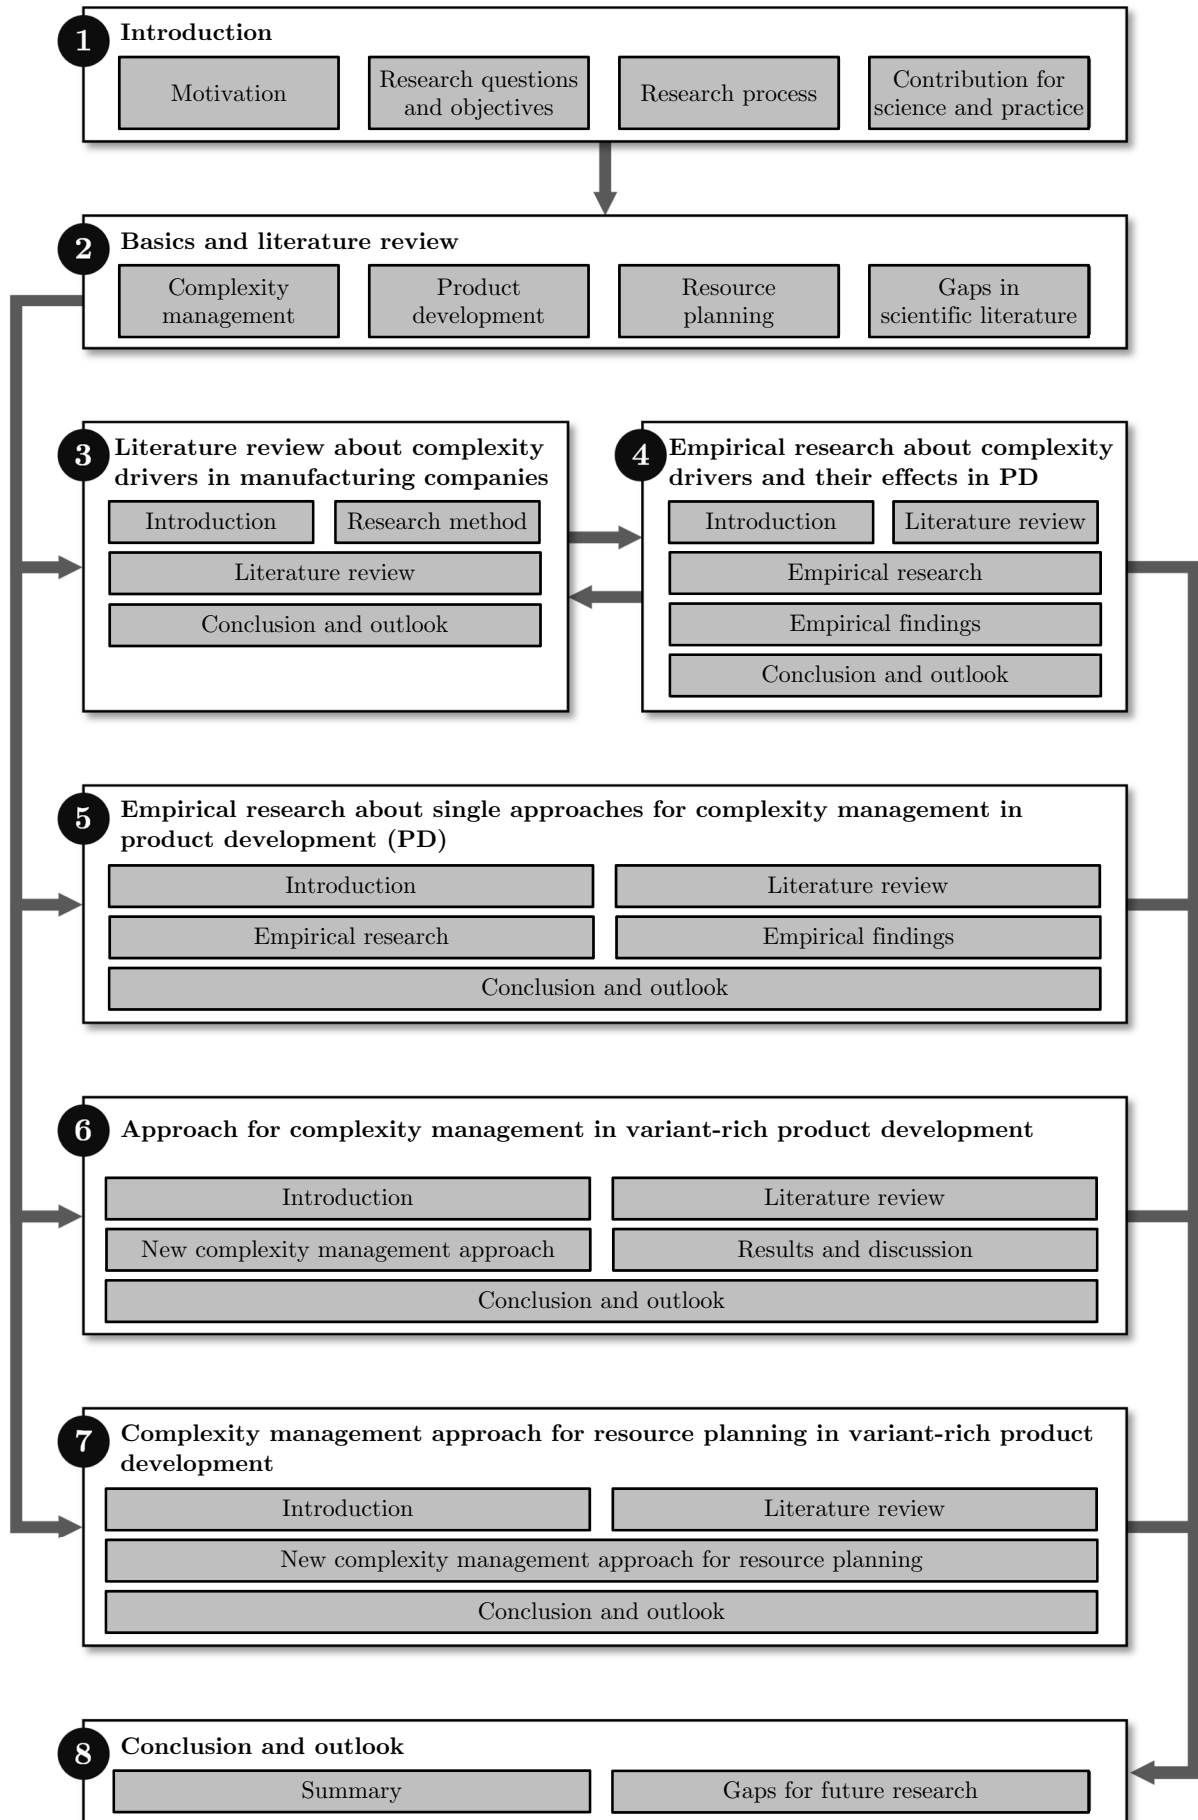 1
Introduction
Motivation
Research questions
and objectives
Research process
Contribution for
science and practice
2
Basics and literature review
Complexity
management
Product
development
Resource
planning
Gaps in
scientific literature
3
Literature review about complexity
drivers in manufacturing companies
Introduction
Research method
Literature review
Conclusion and outlook
4
Empirical research about complexity
drivers and their effects in PD
Introduction
Literature review
Empirical research
Empirical findings
Conclusion and outlook
5
Empirical research about single approaches for complexity management in
product development (PD)
Introduction
Literature review
Empirical research
Empirical findings
Conclusion and outlook
6
Approach for complexity management in variant-rich product development
Introduction
Literature review
New complexity management approach
Results and discussion
Conclusion and outlook
7
Complexity management approach for resource planning in variant-rich product
development
Introduction
Literature review
New complexity management approach for resource planning
Conclusion and outlook
8
Conclusion and outlook
Summary
Gaps for future research